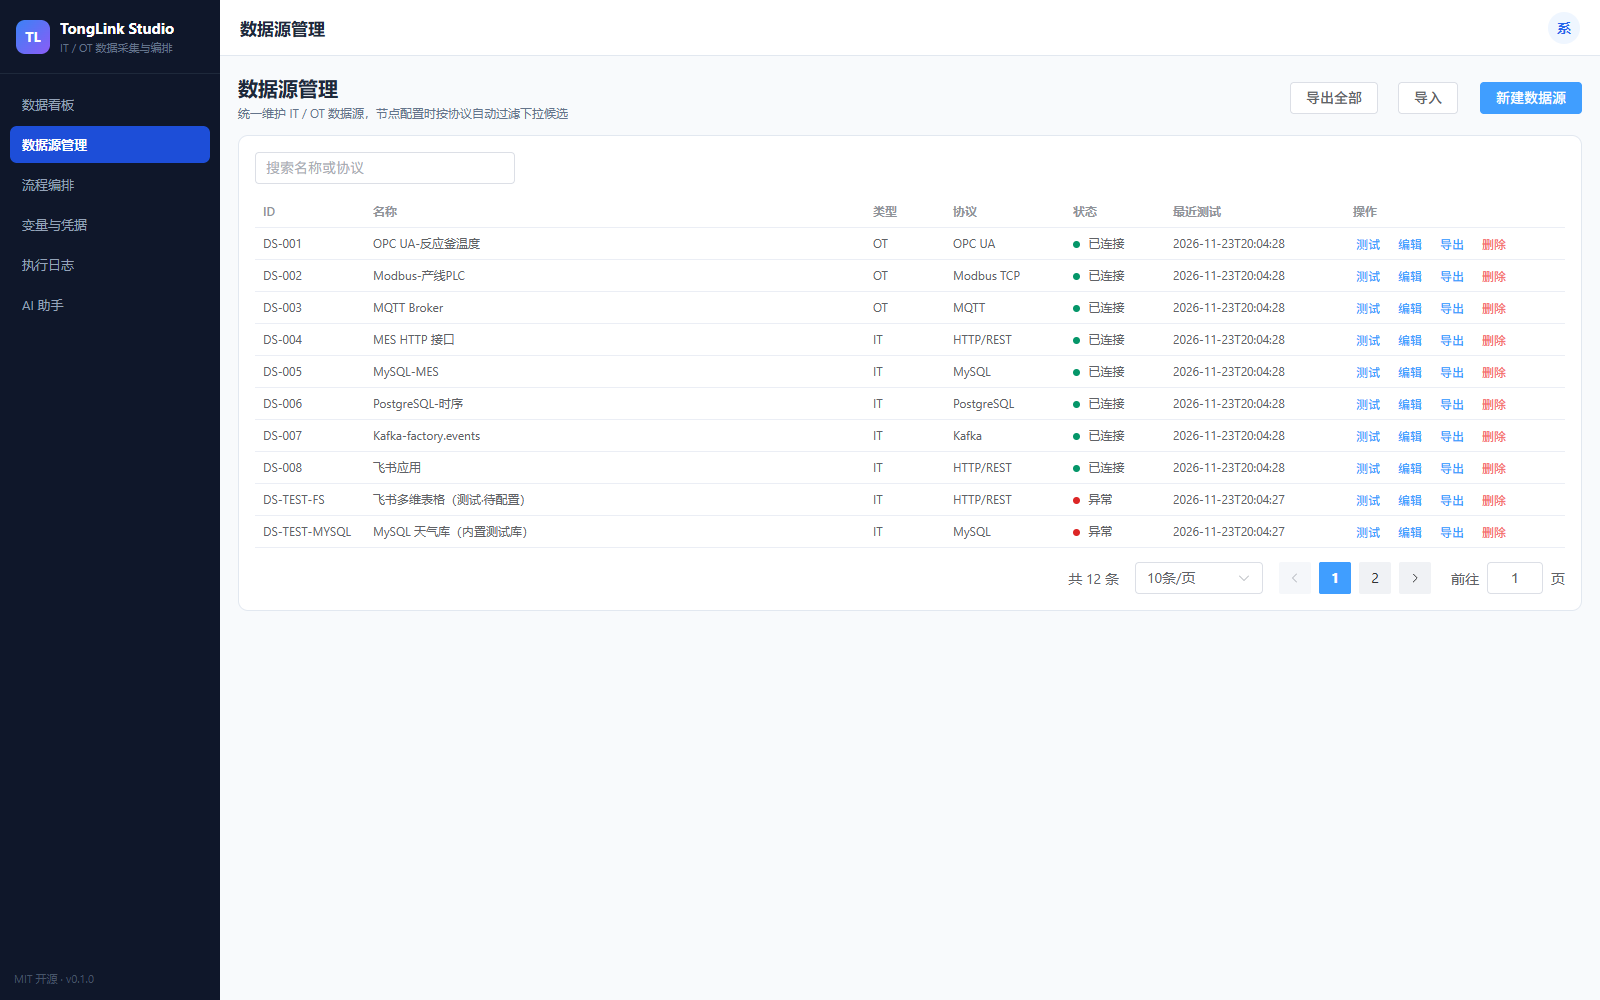 TL
TongLink Studio
IT / OT 数据采集与编排
数据看板
数据源管理
流程编排
变量与凭据
执行日志
AI 助手
MIT 开源 · v0.1.0
数据源管理
系
数据源管理
统一维护 IT / OT 数据源，节点配置时按协议自动过滤下拉候选
导出全部 导入 新建数据源
搜索名称或协议
ID 名称 类型 协议 状态 最近测试 操作
DS-001 OPC UA-反应釜温度 OT OPC UA 已连接 2026-11-23T20:04:28 测试 编辑 导出 删除
DS-002 Modbus-产线PLC OT Modbus TCP 已连接 2026-11-23T20:04:28 测试 编辑 导出 删除
DS-003 MQTT Broker OT MQTT 已连接 2026-11-23T20:04:28 测试 编辑 导出 删除
DS-004 MES HTTP 接口 IT HTTP/REST 已连接 2026-11-23T20:04:28 测试 编辑 导出 删除
DS-005 MySQL-MES IT MySQL 已连接 2026-11-23T20:04:28 测试 编辑 导出 删除
DS-006 PostgreSQL-时序 IT PostgreSQL 已连接 2026-11-23T20:04:28 测试 编辑 导出 删除
DS-007 Kafka-factory.events IT Kafka 已连接 2026-11-23T20:04:28 测试 编辑 导出 删除
DS-008 飞书应用 IT HTTP/REST 已连接 2026-11-23T20:04:28 测试 编辑 导出 删除
DS-TEST-FS 飞书多维表格（测试·待配置） IT HTTP/REST 异常 2026-11-23T20:04:27 测试 编辑 导出 删除
DS-TEST-MYSQL MySQL 天气库（内置测试库） IT MySQL 异常 2026-11-23T20:04:27 测试 编辑 导出 删除
共 12 条 10条/页 1 2 前往 1 页